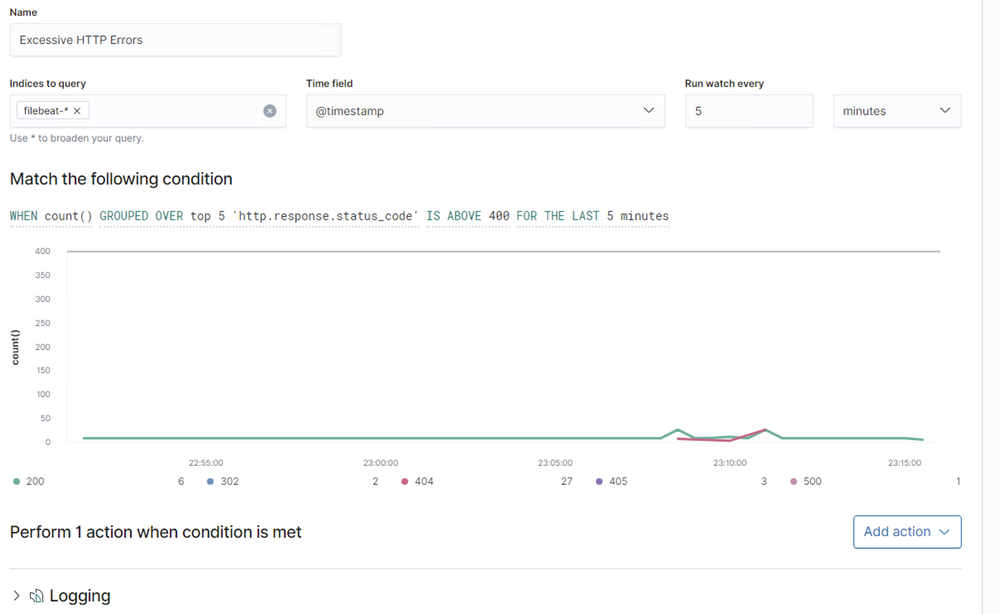 Name
Excessive HTTP Errors
Indices to query Time field Run watch every
filebeat-* @timestamp 5 minutes
Use * to broaden your query.
Match the following condition
WHEN count() GROUPED OVER top 5 'http.response.status_code' IS ABOVE 400 FOR THE LAST 5 minutes
400
350
300
250
200
150
100
50
0
count()
22:55:00 23:00:00 23:05:00 23:10:00 23:15:00
200 6 302 2 404 27 405 3 500 1
Perform 1 action when condition is met Add action
Logging